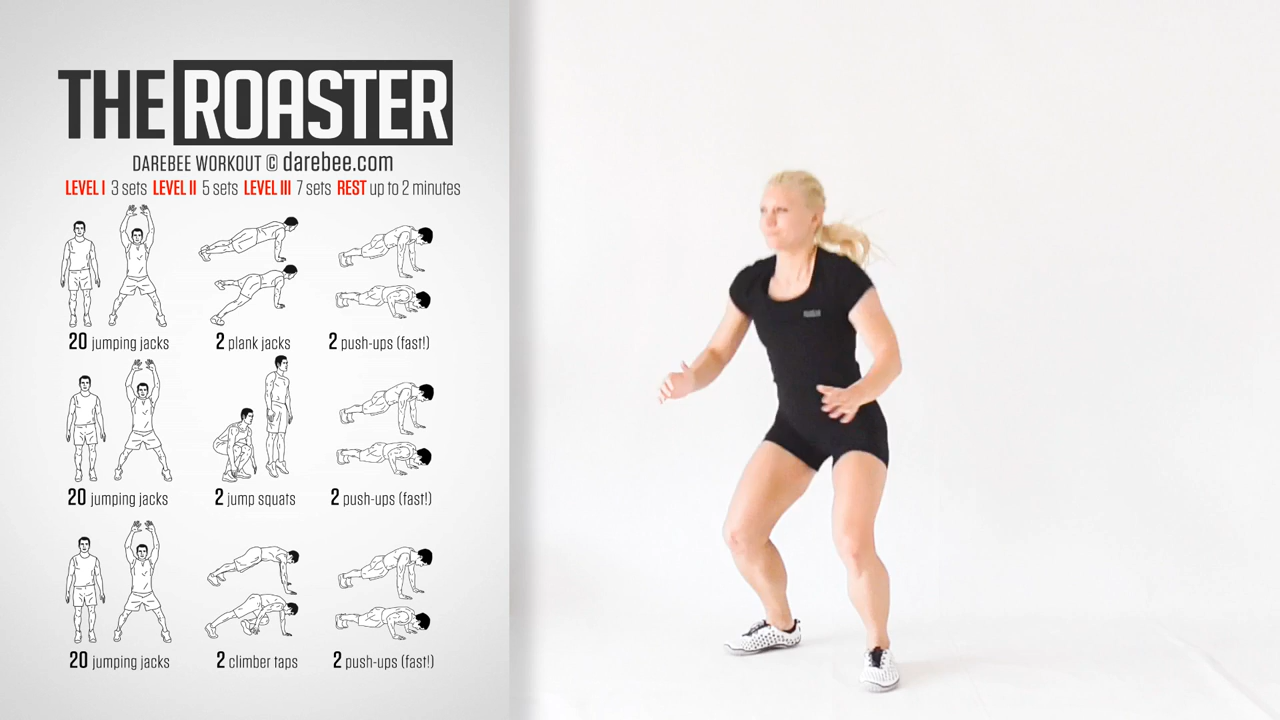 THE ROASTER
DAREBEE WORKOUT © darebee.com
LEVEL I 3 sets LEVEL II 5 sets LEVEL III 7 sets REST up to 2 minutes
20 jumping jacks 2 plank jacks 2 push-ups (fast!)
20 jumping jacks 2 jump squats 2 push-ups (fast!)
20 jumping jacks 2 climber taps 2 push-ups (fast!)